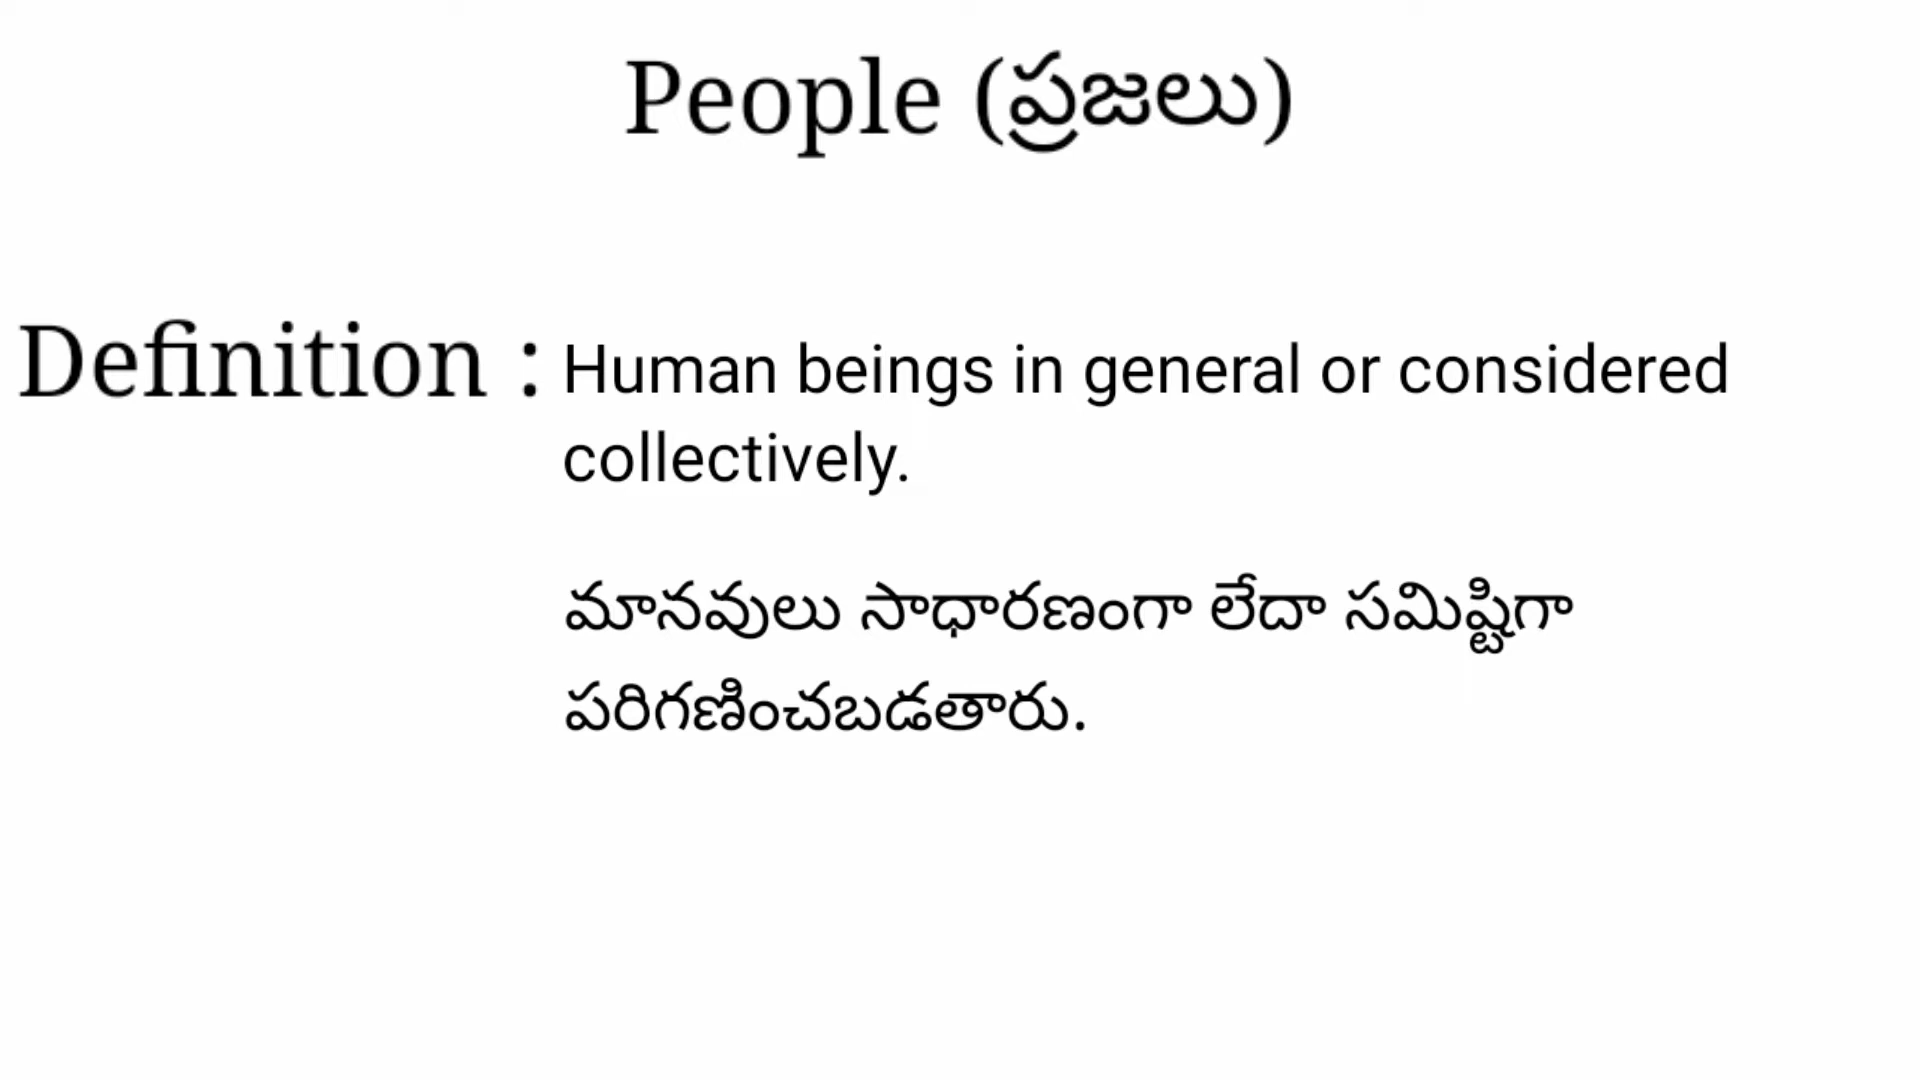 People (ప్రజలు)
Definition : Human beings in general or considered
collectively.
మానవులు సాధారణంగా లేదా సమిష్టిగా
పరిగణించబడతారు.